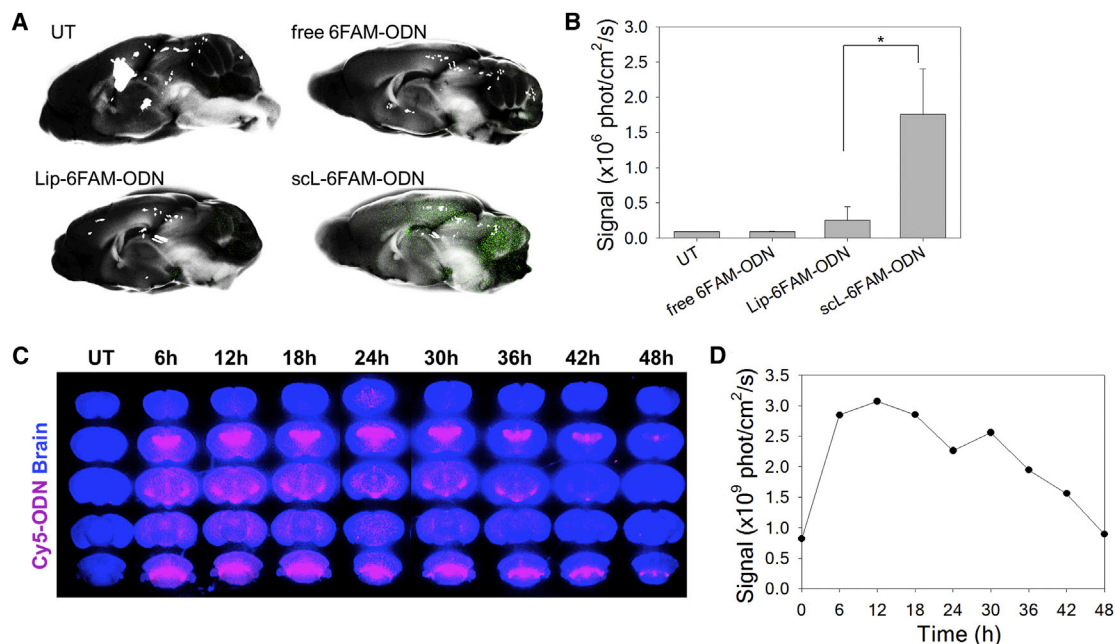 A
UT
free 6FAM-ODN
Lip-6FAM-ODN
scL-6FAM-ODN
B
Signal (x10⁶ phot/cm²/s)
3.0
2.5
2.0
1.5
1.0
0.5
0.0
*
UT
free 6FAM-ODN
Lip-6FAM-ODN
scL-6FAM-ODN
C
UT 6h 12h 18h 24h 30h 36h 42h 48h
Cy5-ODN Brain
D
Signal (x10⁹ phot/cm²/s)
3.5
3.0
2.5
2.0
1.5
1.0
0.5
0.0
0 6 12 18 24 30 36 42 48
Time (h)